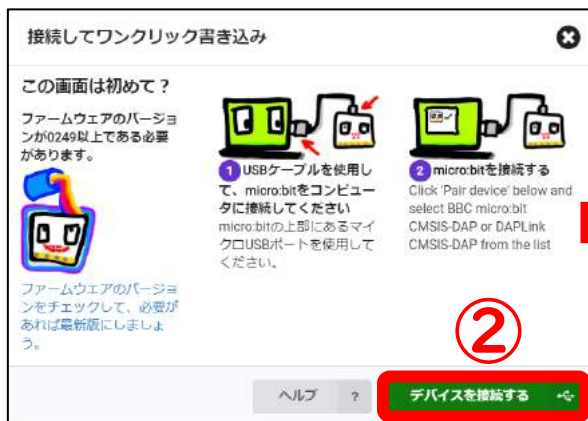 接続してワンクリック書き込み
この画面は初めて？
ファームウェアのバージョ
ンが0249以上である必要
があります。
ファームウェアのバージョ
ンをチェックして、必要が
あれば最新版にしましょ
う。
1 USBケーブルを使用し
て、micro:bitをコンピュー
タに接続してください
micro:bitの上部にあるマイ
クロUSBポートを使用して
ください。
2 micro:bitを接続する
Click 'Pair device' below and
select BBC micro:bit
CMSIS-DAP or DAPLink
CMSIS-DAP from the list
②
ヘルプ ?
デバイスを接続する